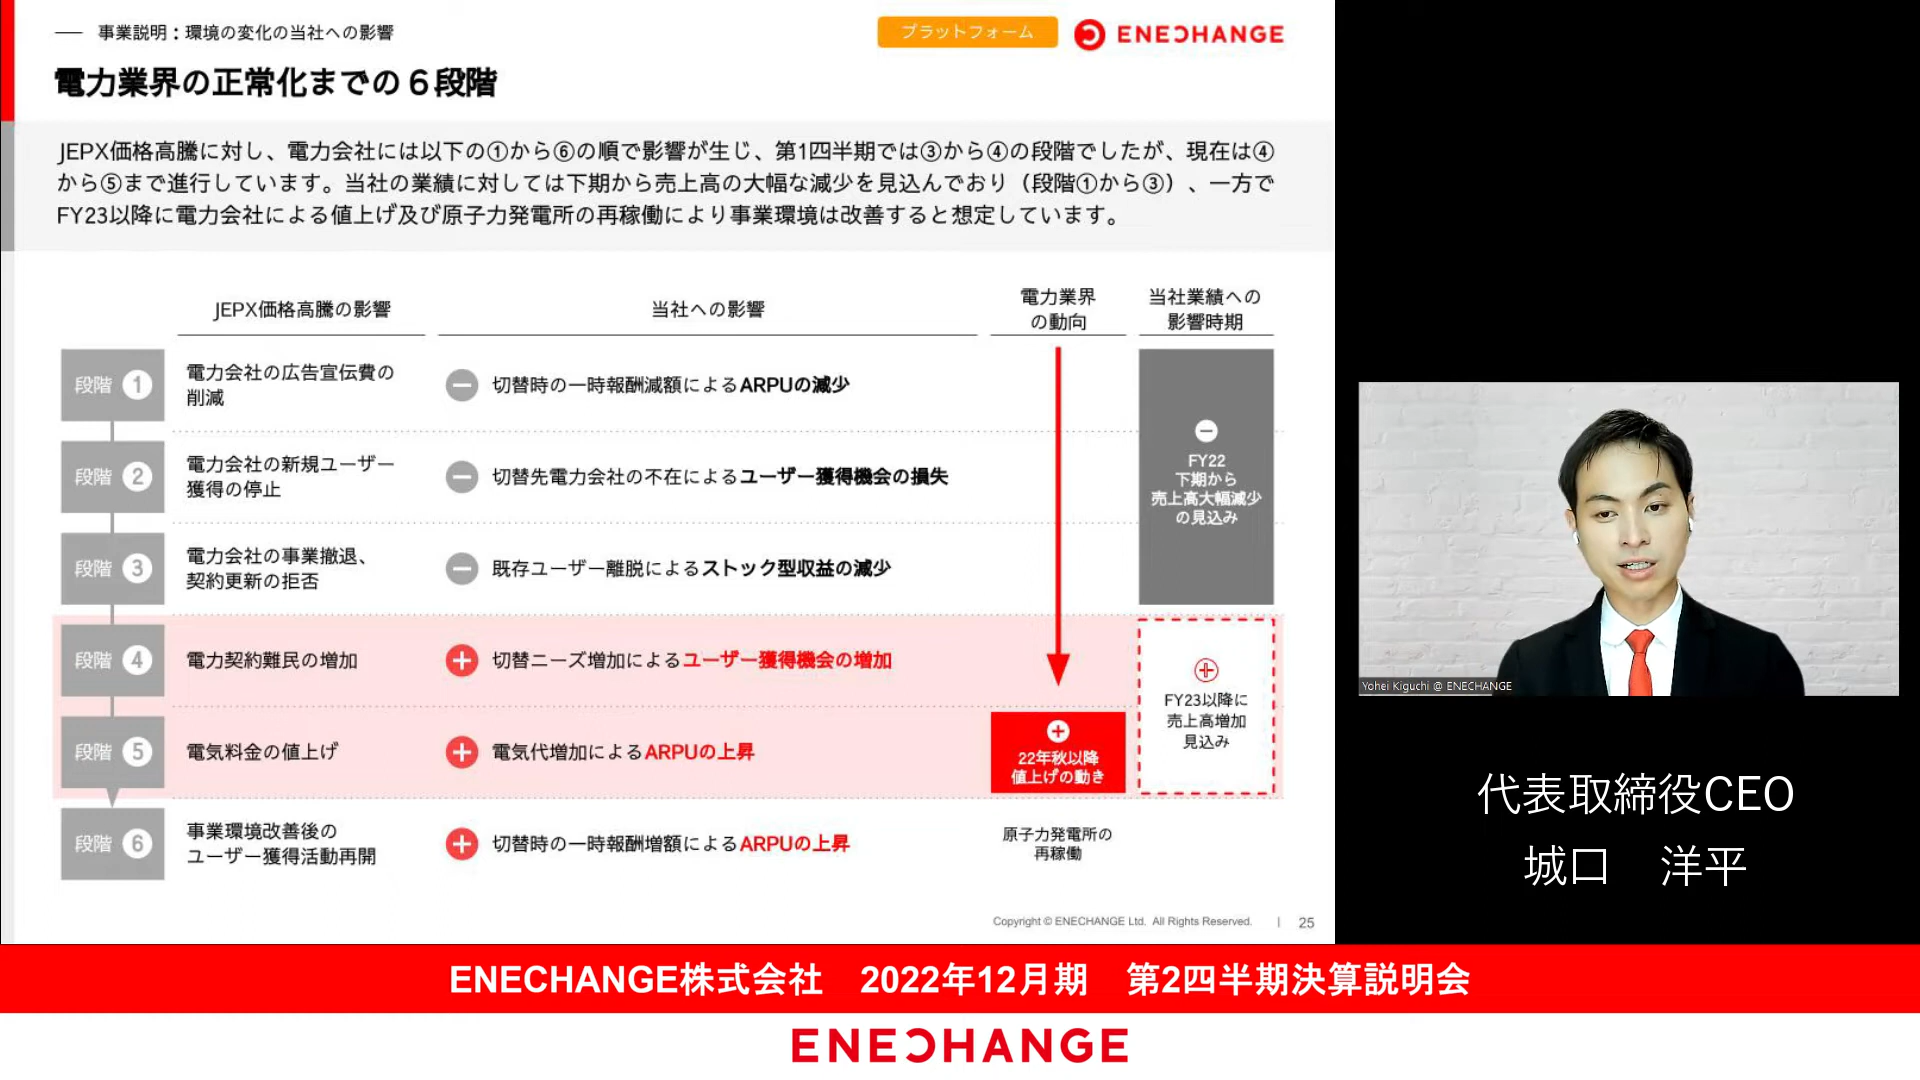 事業説明：環境の変化の当社への影響
プラットフォーム
ENECHANGE
電力業界の正常化までの６段階
JEPX価格高騰に対し、電力会社には以下の①から⑥の順で影響が生じ、第1四半期では③から④の段階でしたが、現在は④
から⑤まで進行しています。当社の業績に対しては下期から売上高の大幅な減少を見込んでおり（段階①から③）、一方で
FY23以降に電力会社による値上げ及び原子力発電所の再稼働により事業環境は改善すると想定しています。
JEPX価格高騰の影響
当社への影響
電力業界
の動向
当社業績への
影響時期
段階 1
電力会社の広告宣伝費の
削減
切替時の一時報酬減額によるARPUの減少
段階 2
電力会社の新規ユーザー
獲得の停止
切替先電力会社の不在によるユーザー獲得機会の損失
段階 3
電力会社の事業撤退、
契約更新の拒否
既存ユーザー離脱によるストック型収益の減少
FY22
下期から
売上高大幅減少
の見込み
段階 4
電力契約難民の増加
切替ニーズ増加によるユーザー獲得機会の増加
段階 5
電気料金の値上げ
電気代増加によるARPUの上昇
22年秋以降
値上げの動き
FY23以降に
売上高増加
見込み
段階 6
事業環境改善後の
ユーザー獲得活動再開
切替時の一時報酬増額によるARPUの上昇
原子力発電所の
再稼働
Copyright © ENECHANGE Ltd. All Rights Reserved. | 25
Yohei Kiguchi @ ENECHANGE
代表取締役CEO
城口　洋平
ENECHANGE株式会社　2022年12月期　第2四半期決算説明会
ENECHANGE